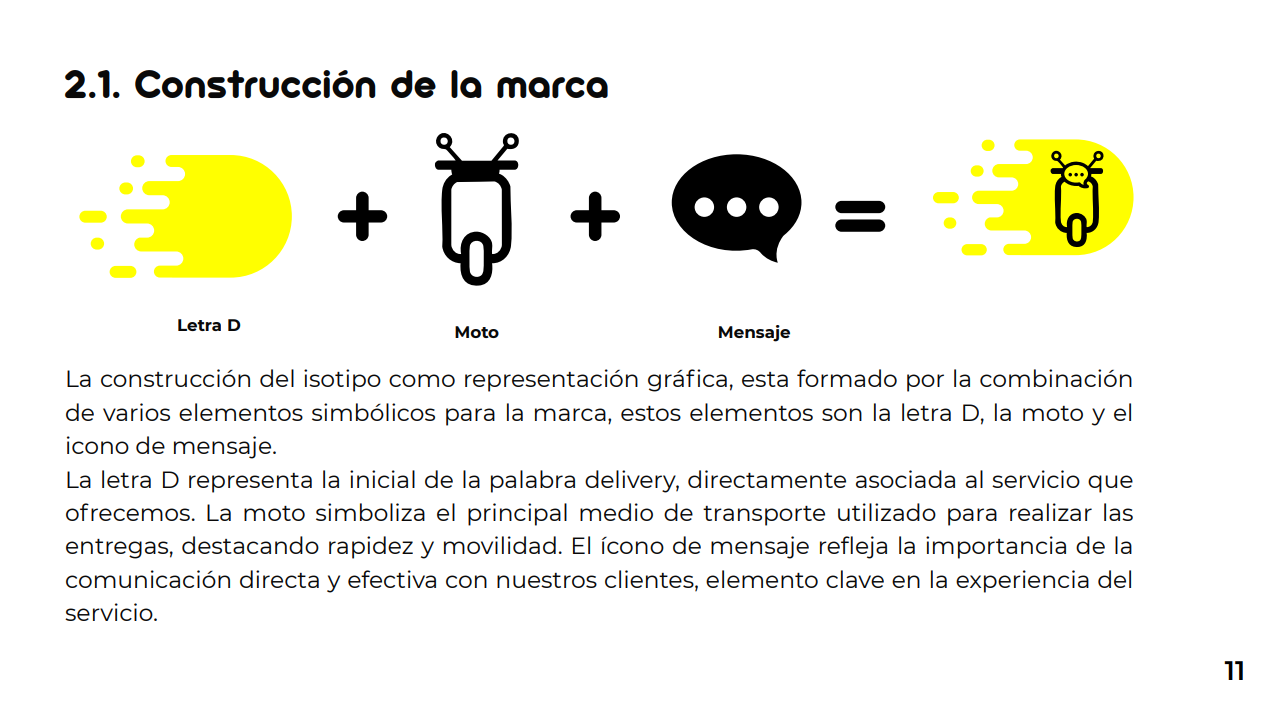 2.1. Construcción de la marca
Letra D
Moto
Mensaje
La construcción del isotipo como representación gráfica, esta formado por la combinación
de varios elementos simbólicos para la marca, estos elementos son la letra D, la moto y el
icono de mensaje.
La letra D representa la inicial de la palabra delivery, directamente asociada al servicio que
ofrecemos. La moto simboliza el principal medio de transporte utilizado para realizar las
entregas, destacando rapidez y movilidad. El ícono de mensaje refleja la importancia de la
comunicación directa y efectiva con nuestros clientes, elemento clave en la experiencia del
servicio.
11